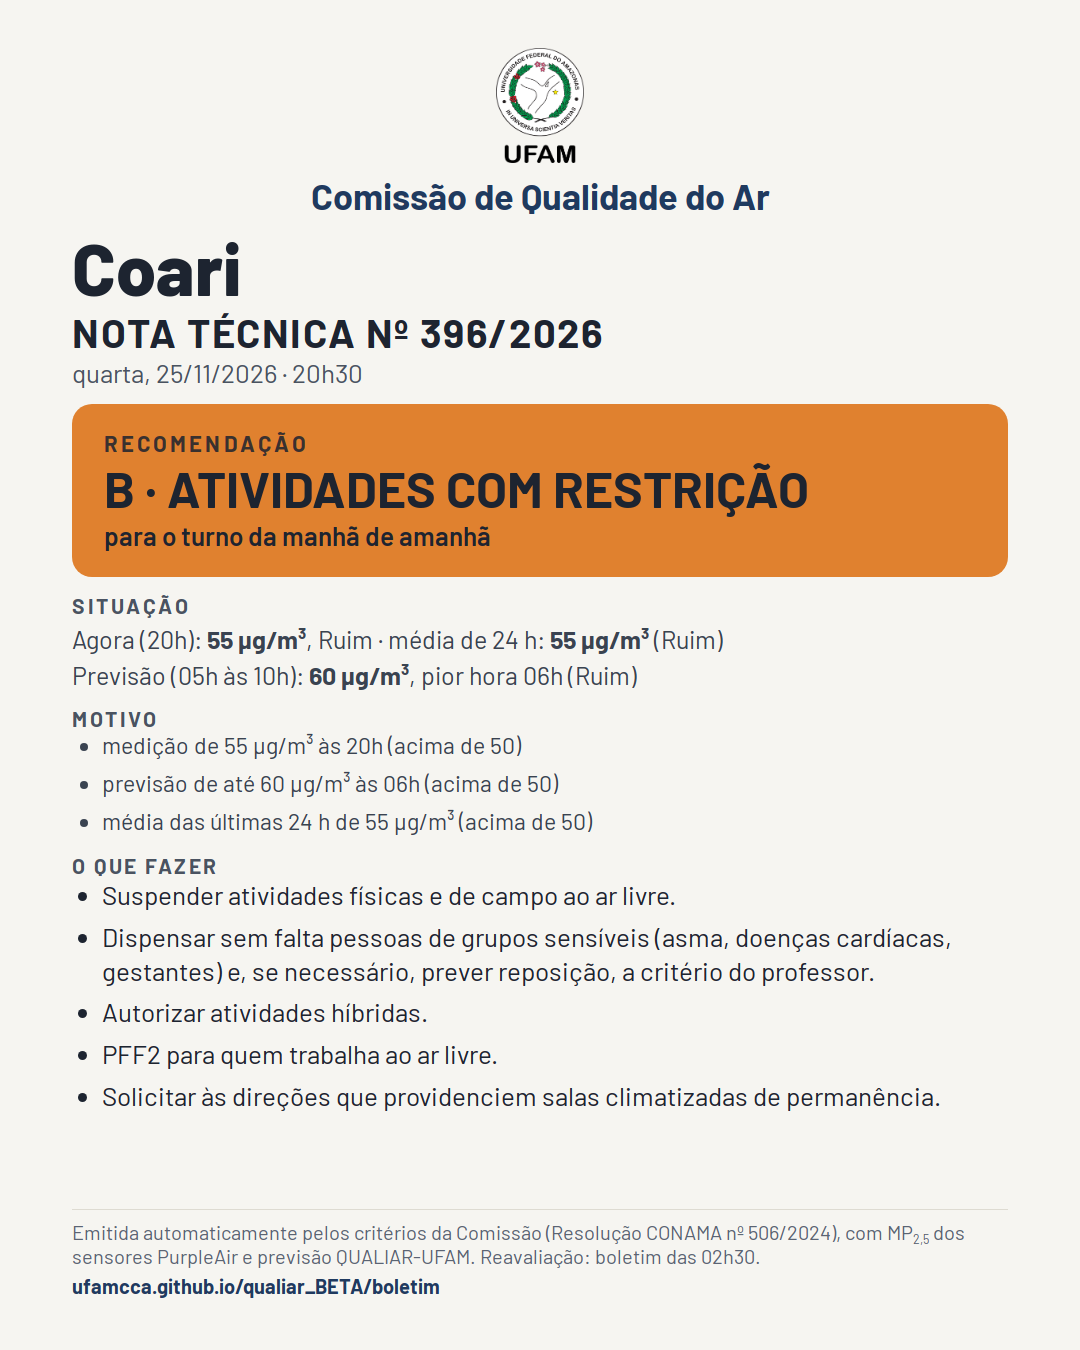 UNIVERSIDADE FEDERAL DO AMAZONAS
IN UNIVERSA SCIENTIA VERITAS
UFAM
Comissão de Qualidade do Ar
Coari
NOTA TÉCNICA Nº 396/2026
quarta, 25/11/2026 · 20h30
RECOMENDAÇÃO
B · ATIVIDADES COM RESTRIÇÃO
para o turno da manhã de amanhã
SITUAÇÃO
Agora (20h): 55 µg/m³, Ruim · média de 24 h: 55 µg/m³ (Ruim)
Previsão (05h às 10h): 60 µg/m³, pior hora 06h (Ruim)
MOTIVO
• medição de 55 µg/m³ às 20h (acima de 50)
• previsão de até 60 µg/m³ às 06h (acima de 50)
• média das últimas 24 h de 55 µg/m³ (acima de 50)
O QUE FAZER
• Suspender atividades físicas e de campo ao ar livre.
• Dispensar sem falta pessoas de grupos sensíveis (asma, doenças cardíacas,
gestantes) e, se necessário, prever reposição, a critério do professor.
• Autorizar atividades híbridas.
• PFF2 para quem trabalha ao ar livre.
• Solicitar às direções que providenciem salas climatizadas de permanência.
Emitida automaticamente pelos critérios da Comissão (Resolução CONAMA nº 506/2024), com MP2,5 dos
sensores PurpleAir e previsão QUALIAR-UFAM. Reavaliação: boletim das 02h30.
ufamcca.github.io/qualiar_BETA/boletim